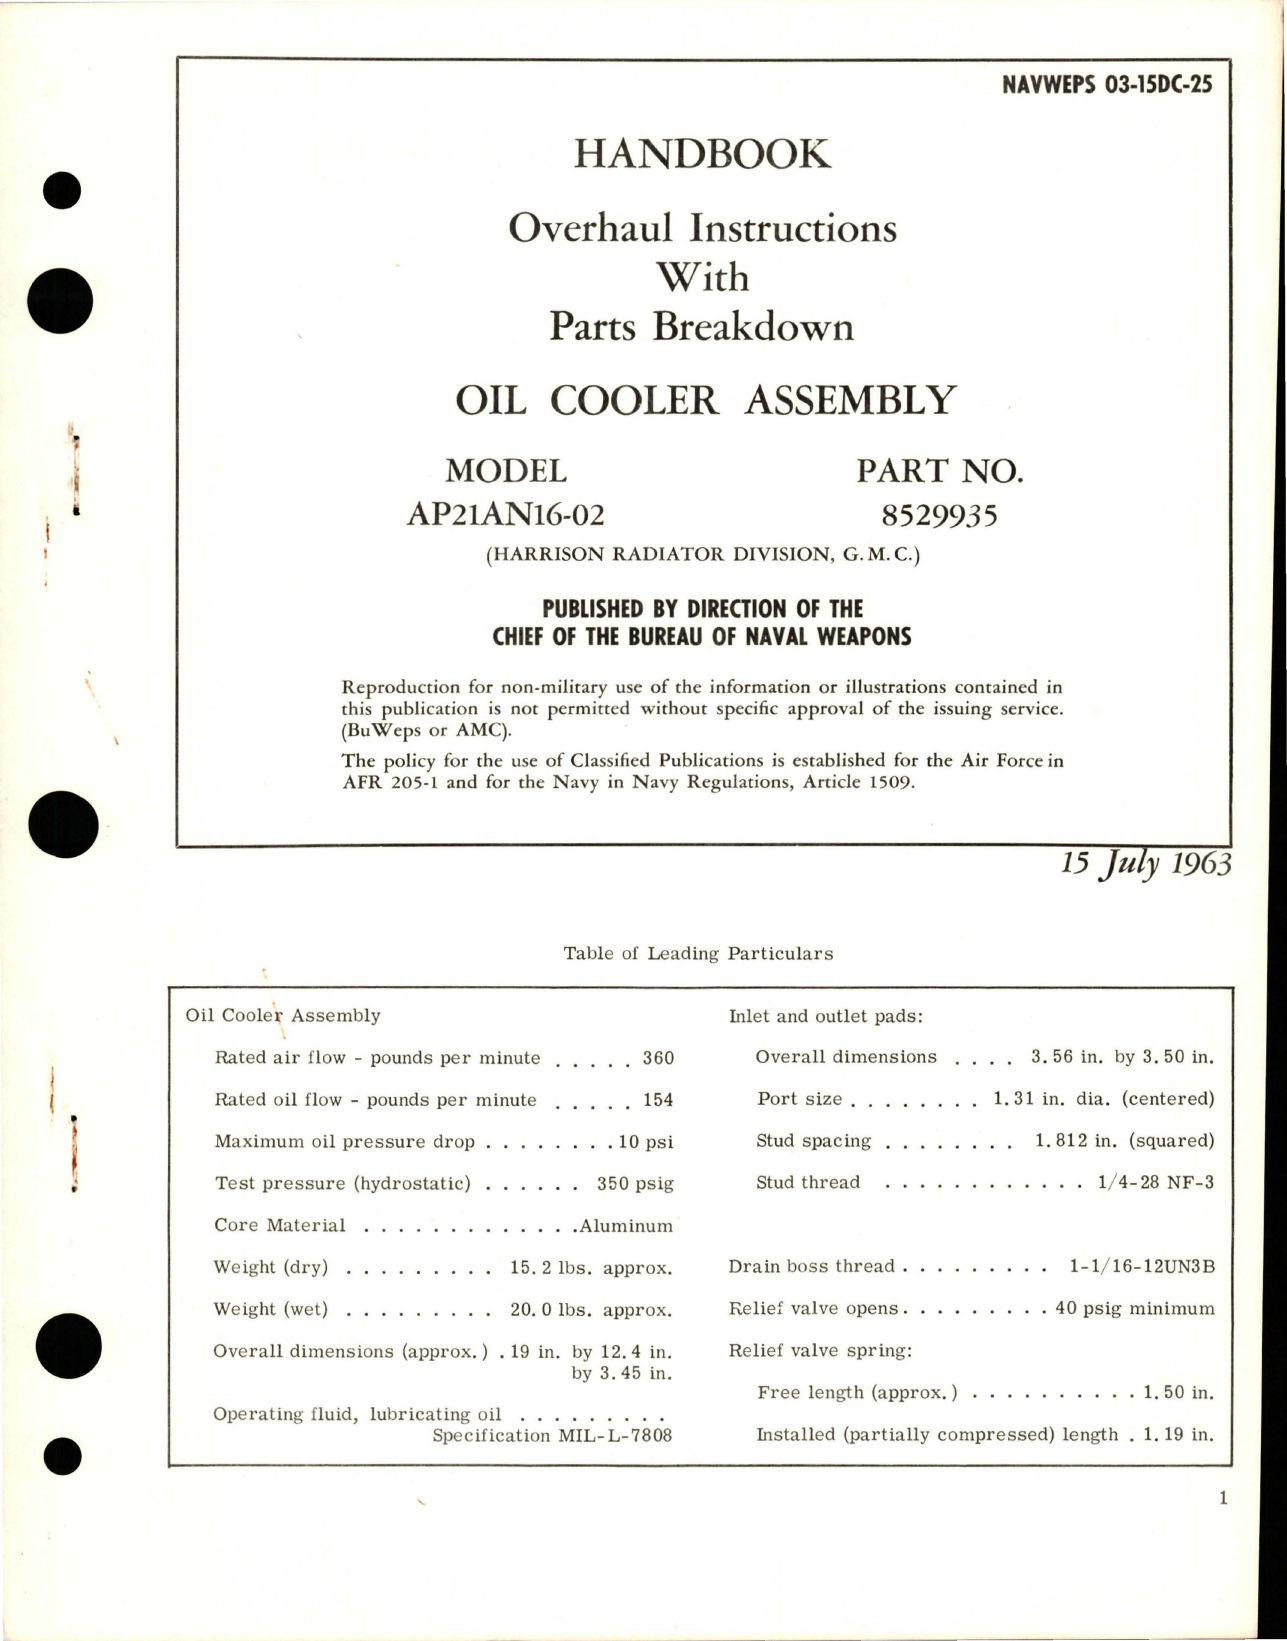 NAVWEPS 03-15DC-25
HANDBOOK
Overhaul Instructions
With
Parts Breakdown
OIL COOLER ASSEMBLY
MODEL PART NO.
AP21AN16-02 8529935
(HARRISON RADIATOR DIVISION, G.M.C.)
PUBLISHED BY DIRECTION OF THE
CHIEF OF THE BUREAU OF NAVAL WEAPONS
Reproduction for non-military use of the information or illustrations contained in
this publication is not permitted without specific approval of the issuing service.
(BuWeps or AMC).
The policy for the use of Classified Publications is established for the Air Force in
AFR 205-1 and for the Navy in Navy Regulations, Article 1509.
15 July 1963
Table of Leading Particulars
Oil Cooler Assembly
Rated air flow - pounds per minute . . . . . 360
Rated oil flow - pounds per minute . . . . . 154
Maximum oil pressure drop . . . . . . . . 10 psi
Test pressure (hydrostatic) . . . . . . 350 psig
Core Material . . . . . . . . . . . . .Aluminum
Weight (dry) . . . . . . . . . 15.2 lbs. approx.
Weight (wet) . . . . . . . . . 20.0 lbs. approx.
Overall dimensions (approx.) . 19 in. by 12.4 in.
by 3.45 in.
Operating fluid, lubricating oil . . . . . . . . .
Specification MIL-L-7808
Inlet and outlet pads:
Overall dimensions . . . . 3.56 in. by 3.50 in.
Port size . . . . . . . . 1.31 in. dia. (centered)
Stud spacing . . . . . . . . 1.812 in. (squared)
Stud thread . . . . . . . . . . . . 1/4-28 NF-3
Drain boss thread . . . . . . . . . 1-1/16-12UN3B
Relief valve opens . . . . . . . . . 40 psig minimum
Relief valve spring:
Free length (approx.) . . . . . . . . . . 1.50 in.
Installed (partially compressed) length . 1.19 in.
1